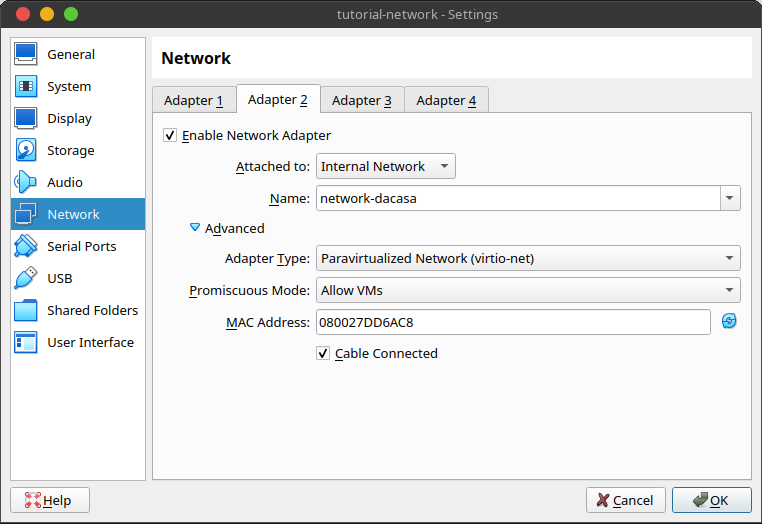 tutorial-network - Settings
General
System
Display
Storage
Audio
Network
Serial Ports
USB
Shared Folders
User Interface
Network
Adapter 1 Adapter 2 Adapter 3 Adapter 4
Enable Network Adapter
Attached to: Internal Network
Name: network-dacasa
Advanced
Adapter Type: Paravirtualized Network (virtio-net)
Promiscuous Mode: Allow VMs
MAC Address: 080027DD6AC8
Cable Connected
Help Cancel OK